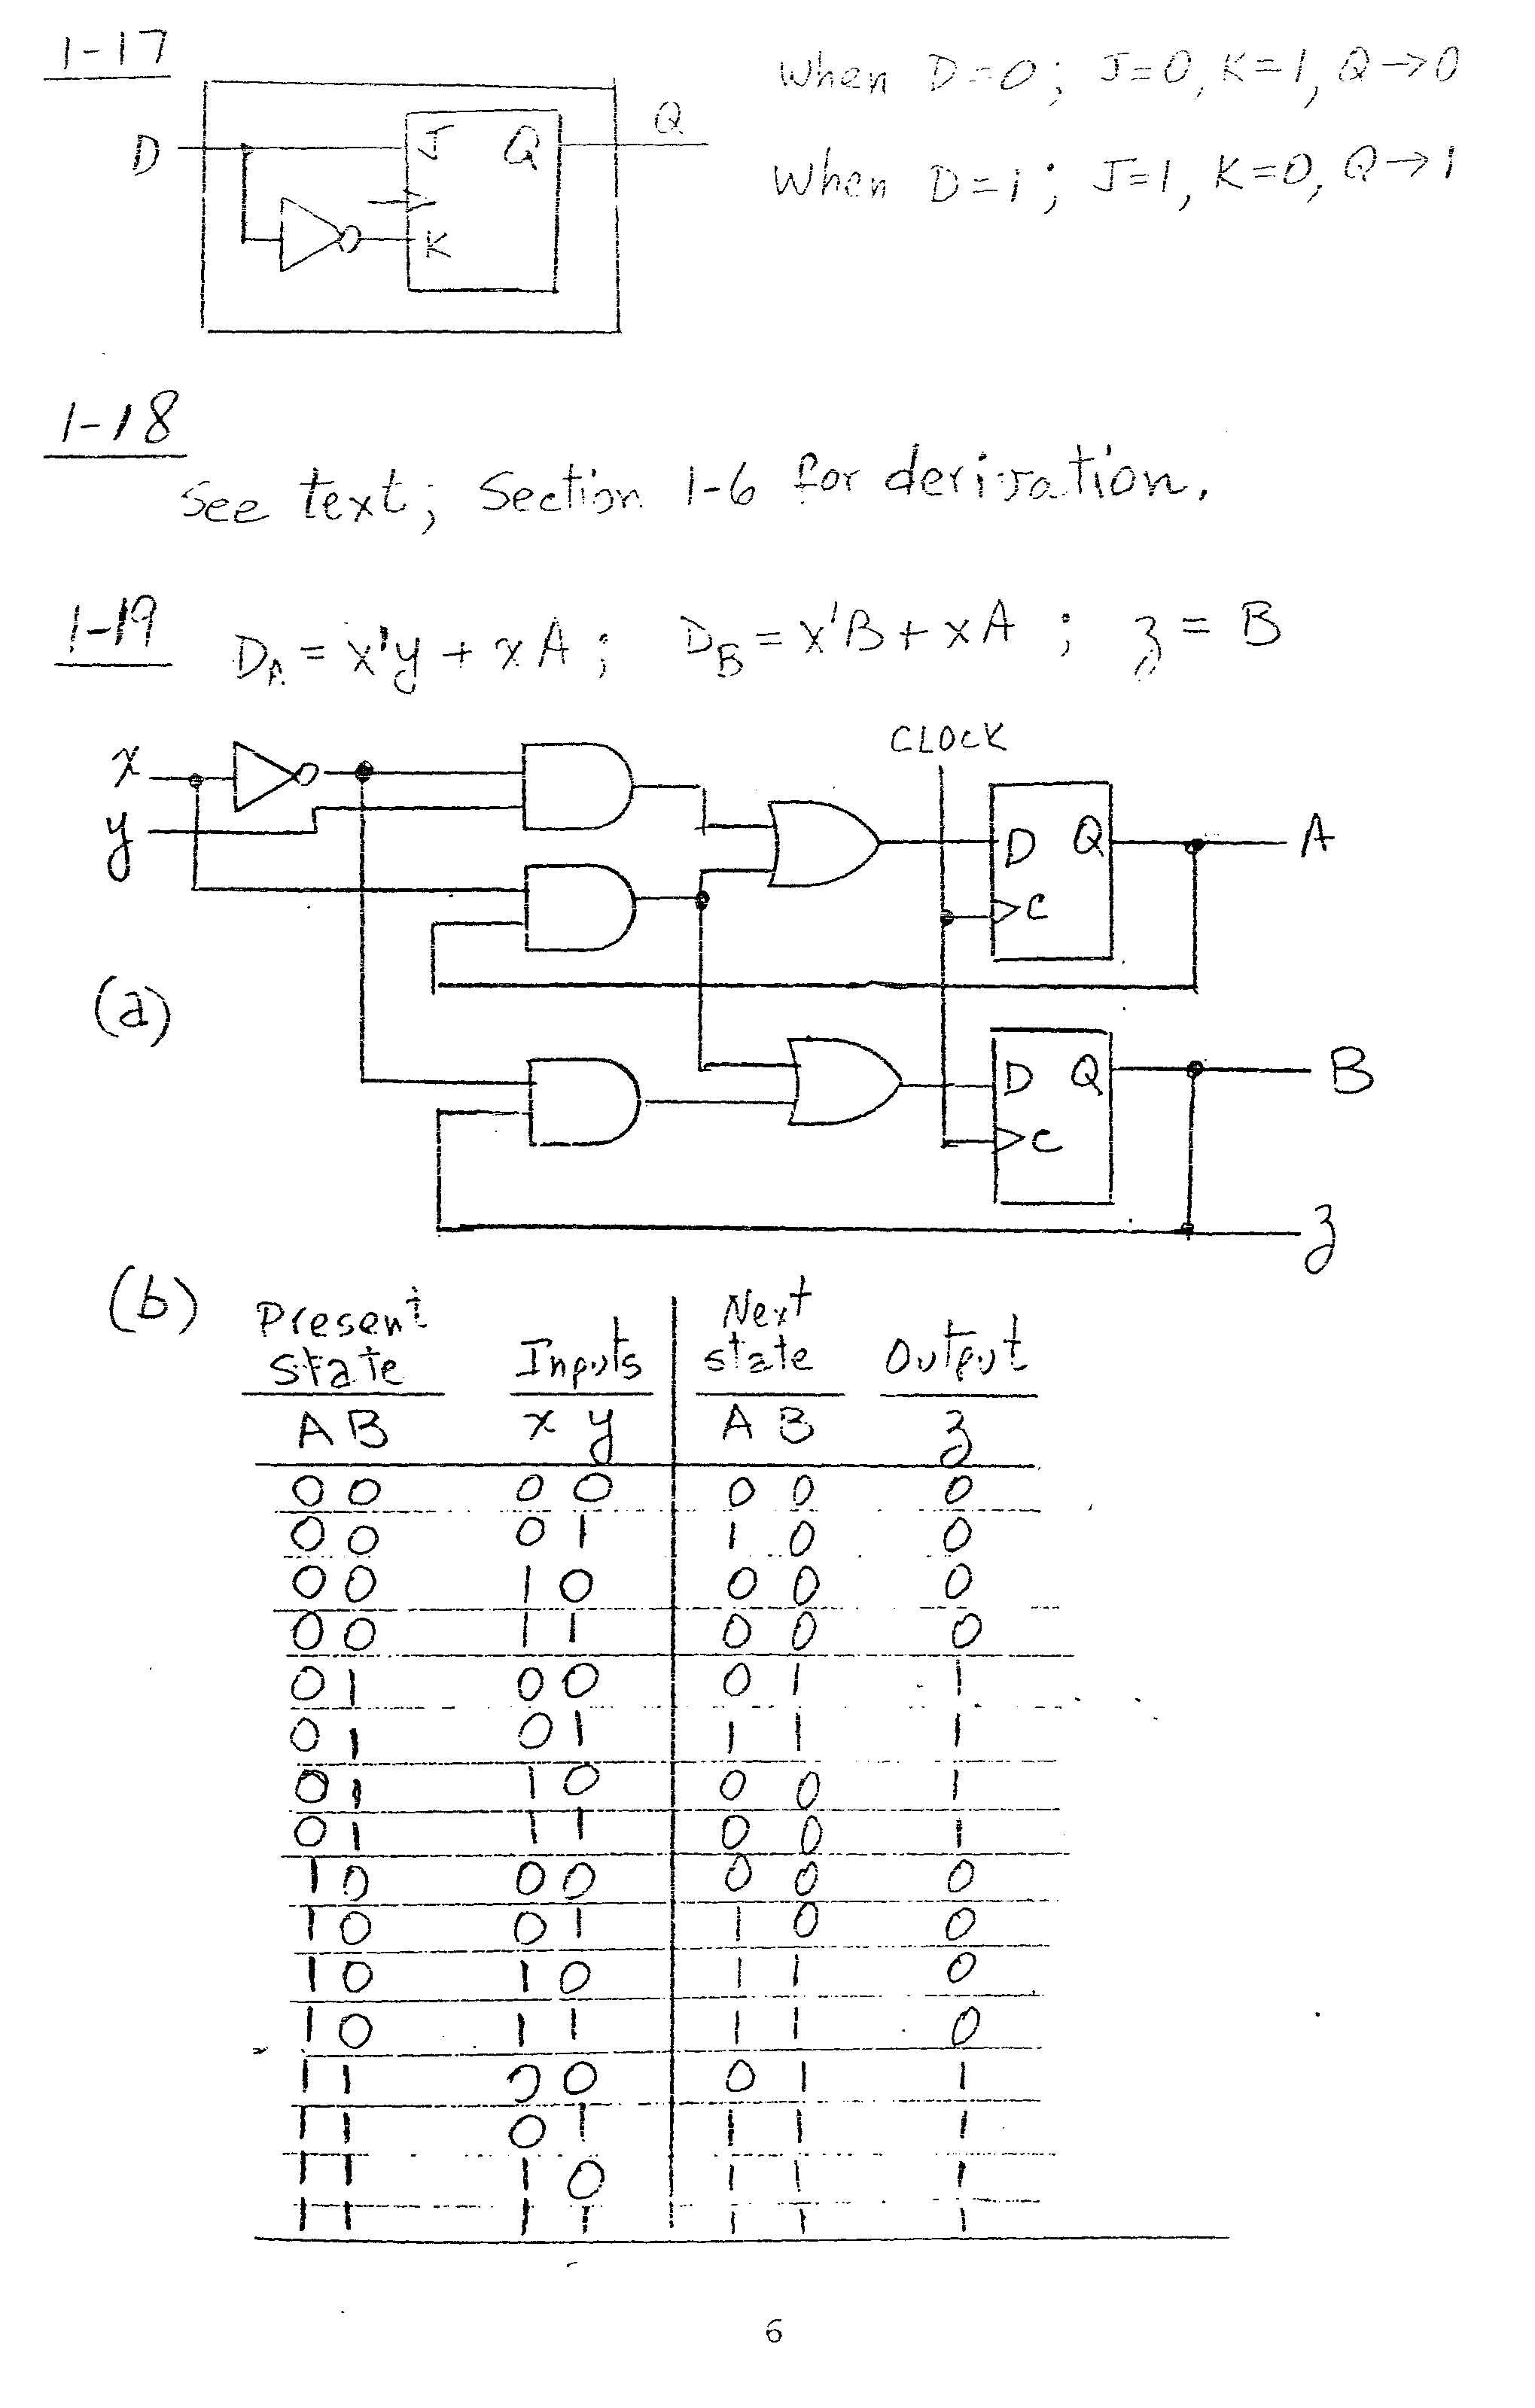 1-17
When D=0; J=0, K=1, Q→0
D J Q Q
K
When D=1; J=1, K=0, Q→1
1-18
See text; Section 1-6 for derivation.
1-19 D_A = x'y + xA; D_B = x'B + xA ; z = B
CLOCK
x
y
D Q A
C
(a)
D Q B
C
z
(b) Present Next
state Inputs state Output
A B x y A B z
0 0 0 0 0 0 0
0 0 0 1 1 0 0
0 0 1 0 0 0 0
0 0 1 1 0 0 0
0 1 0 0 0 1 1
0 1 0 1 1 1 1
0 1 1 0 0 0 1
0 1 1 1 0 0 1
1 0 0 0 0 0 0
1 0 0 1 1 0 0
1 0 1 0 1 1 0
1 0 1 1 1 1 0
1 1 0 0 0 1 1
1 1 0 1 1 1 1
1 1 1 0 1 1 1
1 1 1 1 1 1 1
6